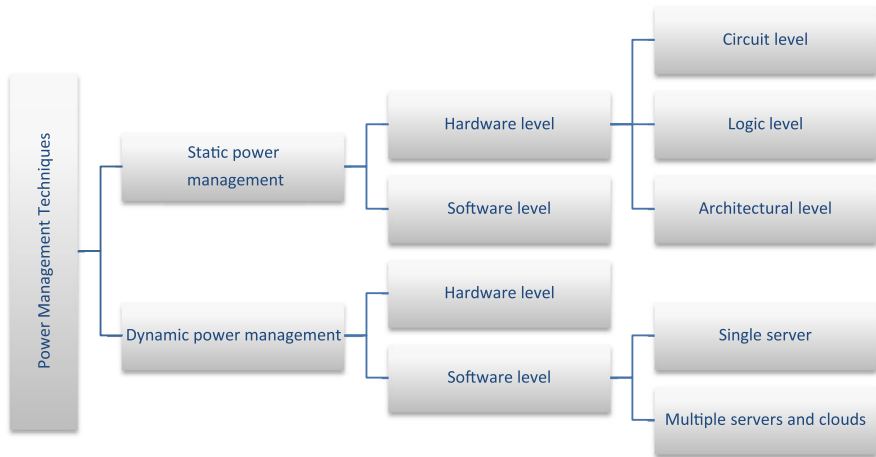 Power Management Techniques
Static power
management
Hardware level
Circuit level
Logic level
Architectural level
Software level
Dynamic power management
Hardware level
Software level
Single server
Multiple servers and clouds